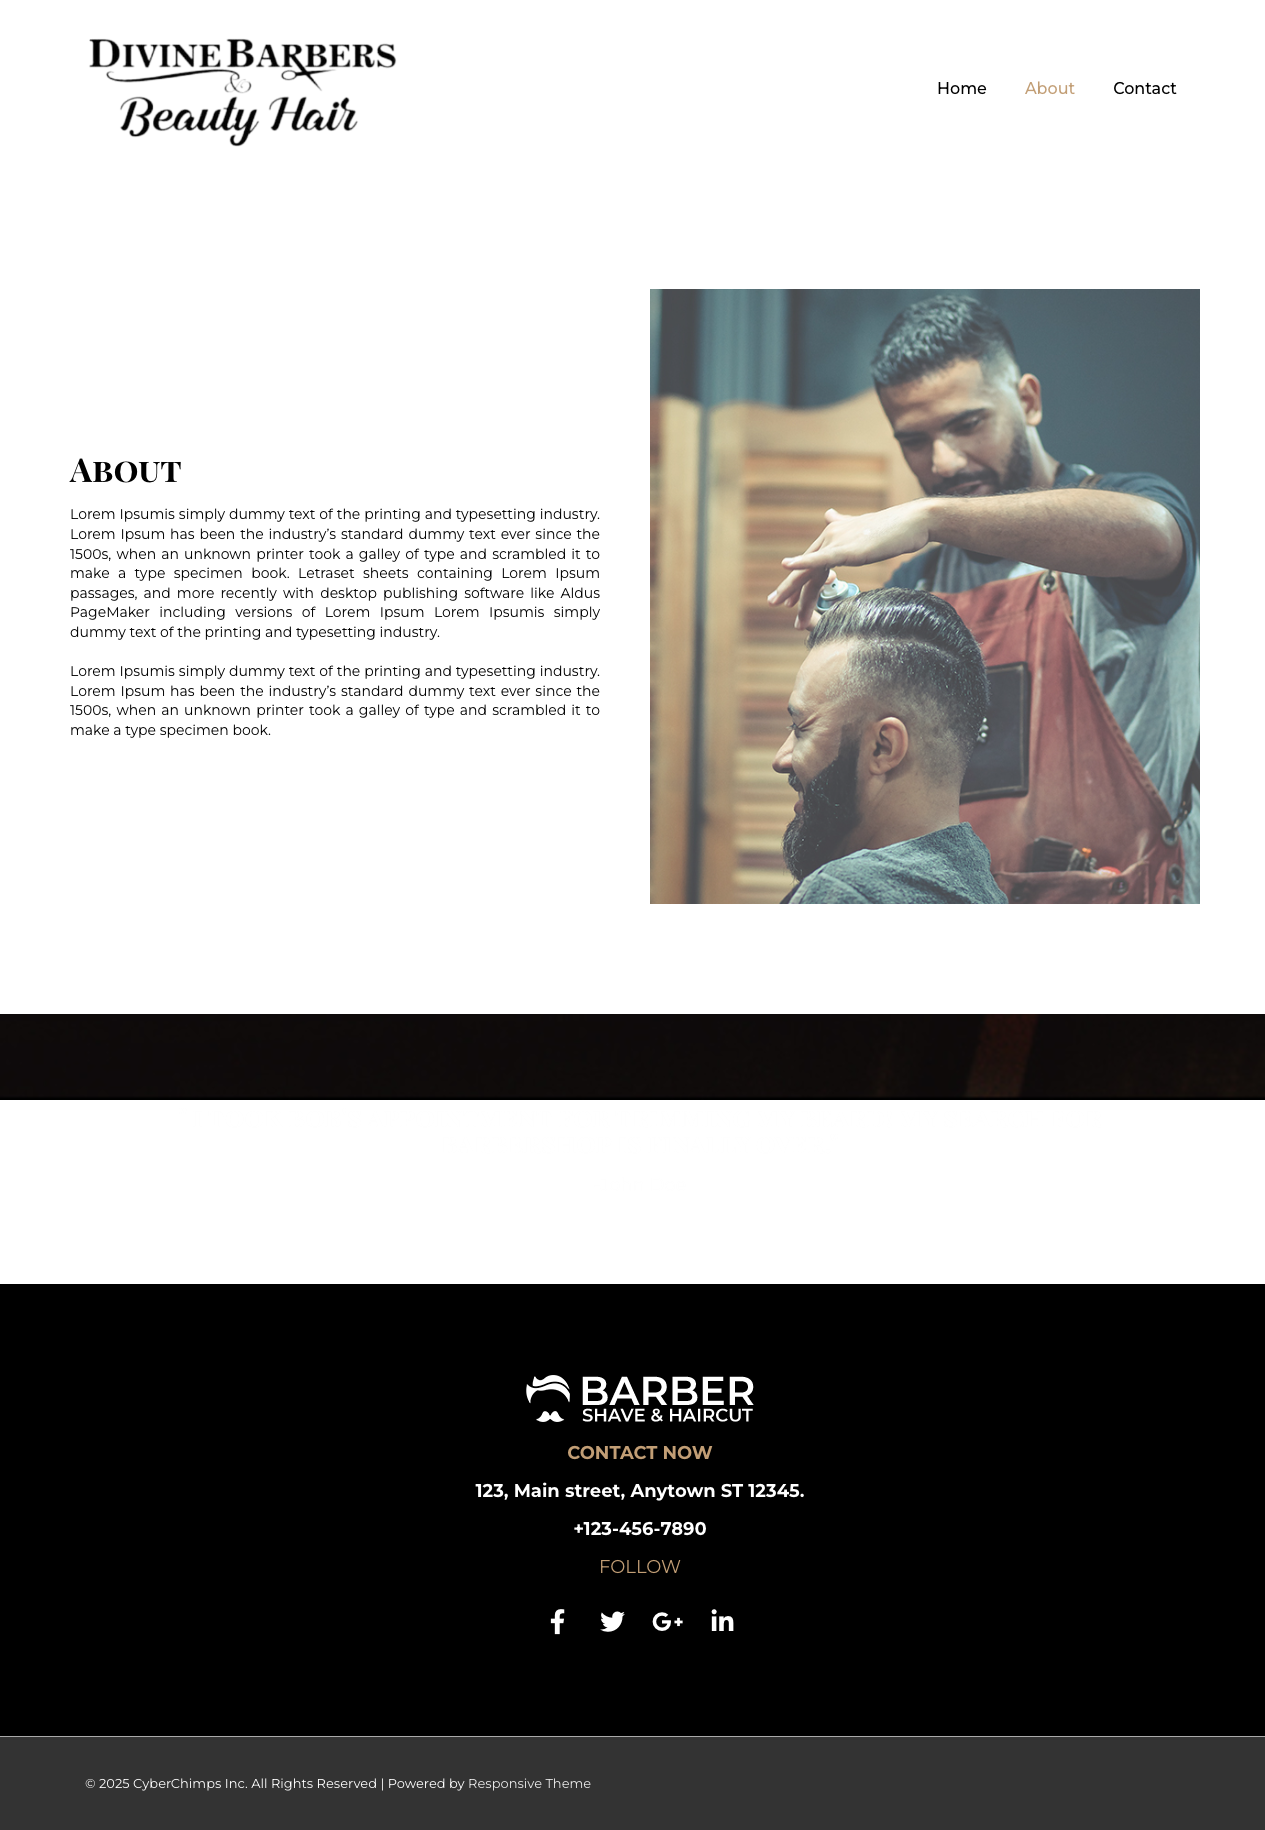 DIVINE BARBERS
&
Beauty Hair
Home About Contact
ABOUT
Lorem Ipsumis simply dummy text of the printing and typesetting industry.
Lorem Ipsum has been the industry’s standard dummy text ever since the
1500s, when an unknown printer took a galley of type and scrambled it to
make a type specimen book. Letraset sheets containing Lorem Ipsum
passages, and more recently with desktop publishing software like Aldus
PageMaker including versions of Lorem Ipsum Lorem Ipsumis simply
dummy text of the printing and typesetting industry.
Lorem Ipsumis simply dummy text of the printing and typesetting industry.
Lorem Ipsum has been the industry’s standard dummy text ever since the
1500s, when an unknown printer took a galley of type and scrambled it to
make a type specimen book.
BARBER
SHAVE & HAIRCUT
CONTACT NOW
123, Main street, Anytown ST 12345.
+123-456-7890
FOLLOW
© 2025 CyberChimps Inc. All Rights Reserved | Powered by Responsive Theme